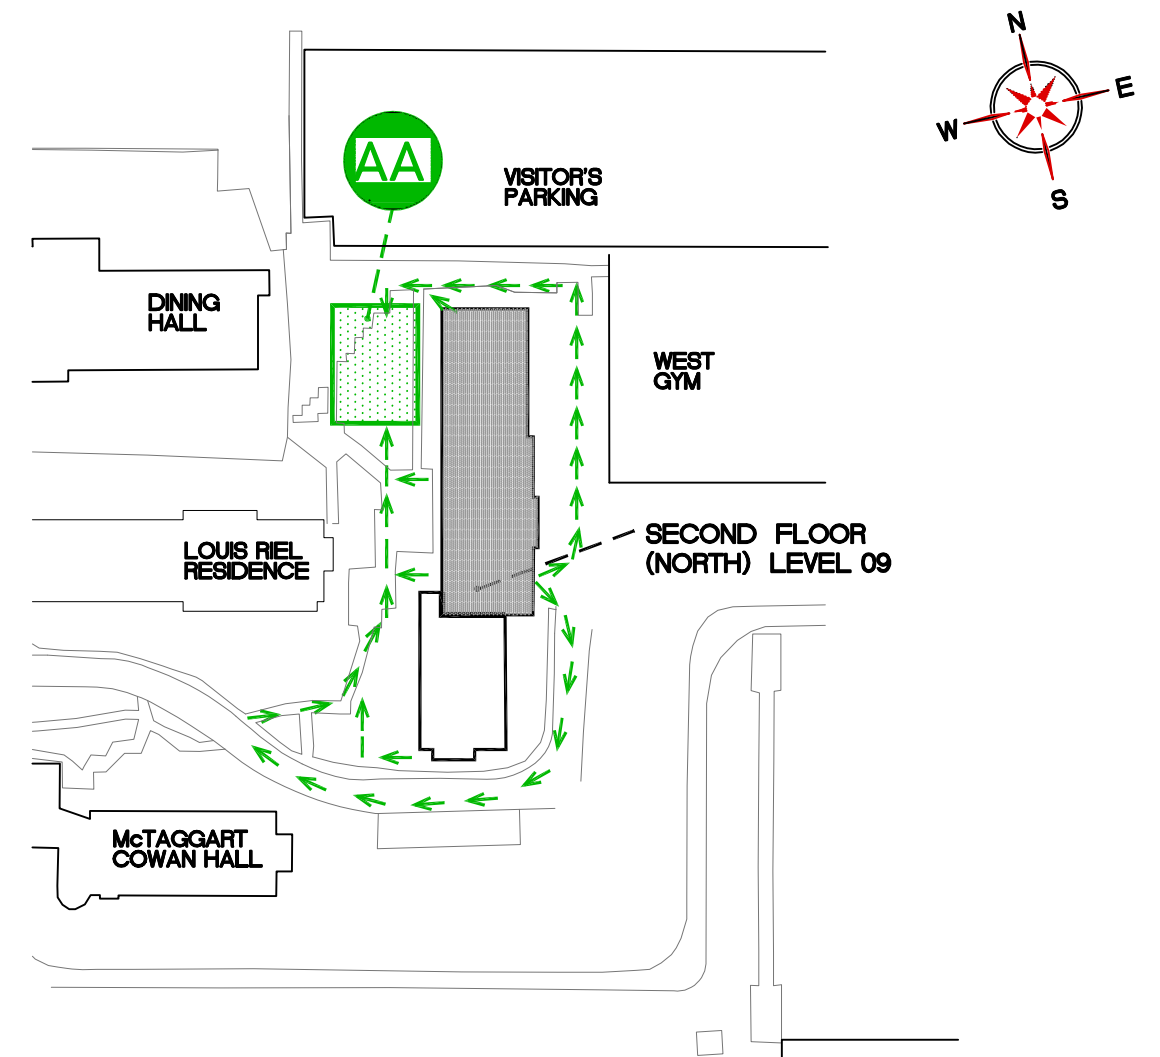 N
E
W
S
AA
VISITOR'S
PARKING
DINING
HALL
WEST
GYM
SECOND FLOOR
(NORTH) LEVEL 09
LOUIS RIEL
RESIDENCE
McTAGGART
COWAN HALL